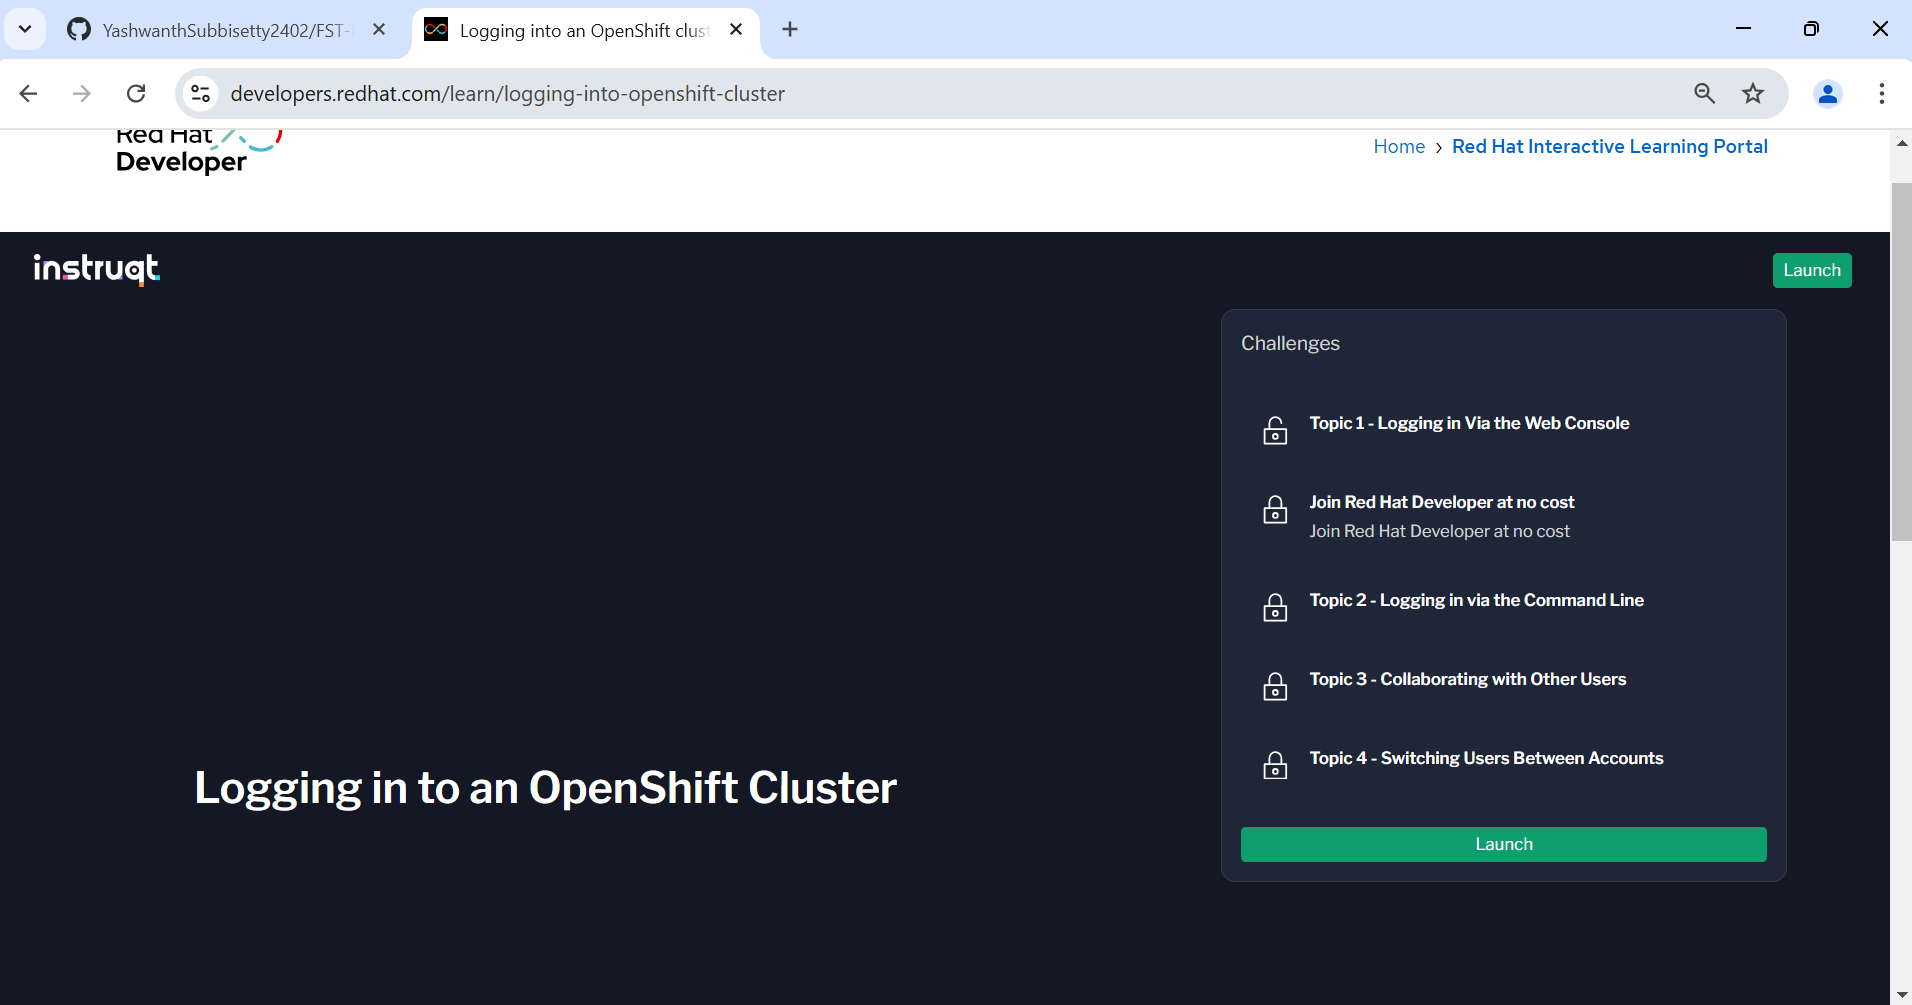 YashwanthSubbisetty2402/FST-
Logging into an OpenShift clust
developers.redhat.com/learn/logging-into-openshift-cluster
Red Hat
Developer
Home › Red Hat Interactive Learning Portal
instruqt
Launch
Challenges
Topic 1 - Logging in Via the Web Console
Join Red Hat Developer at no cost
Join Red Hat Developer at no cost
Topic 2 - Logging in via the Command Line
Topic 3 - Collaborating with Other Users
Topic 4 - Switching Users Between Accounts
Logging in to an OpenShift Cluster
Launch